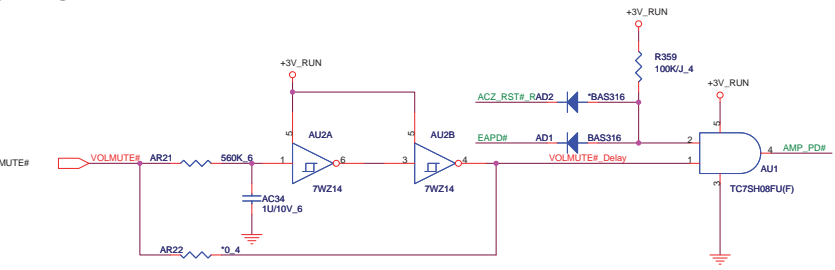 +3V_RUN
R359
100K/J_4
+3V_RUN
+3V_RUN
ACZ_RST#_R
AD2
*BAS316
5
AU2A
5
AU2B
5
EAPD#
AD1
BAS316
2
MUTE#
VOLMUTE#
AR21
560K_6
1
6
3
4
VOLMUTE#_Delay
1
4
AMP_PD#
AU1
7WZ14
7WZ14
3
TC7SH08FU(F)
AC34
1U/10V_6
AR22
*0_4